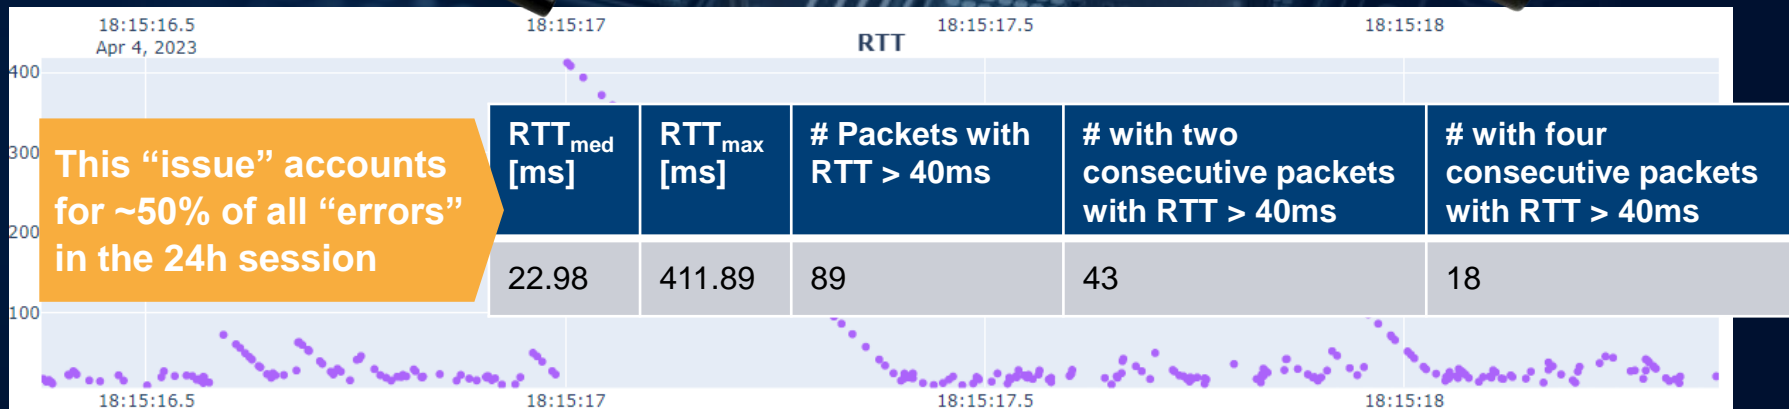 18:15:16.5
Apr 4, 2023
18:15:17
18:15:17.5
18:15:18
RTT
400
300
200
100
This “issue” accounts
for ~50% of all “errors”
in the 24h session
RTTmed
[ms]
RTTmax
[ms]
# Packets with
RTT > 40ms
# with two
consecutive packets
with RTT > 40ms
# with four
consecutive packets
with RTT > 40ms
22.98
411.89
89
43
18
18:15:16.5
18:15:17
18:15:17.5
18:15:18